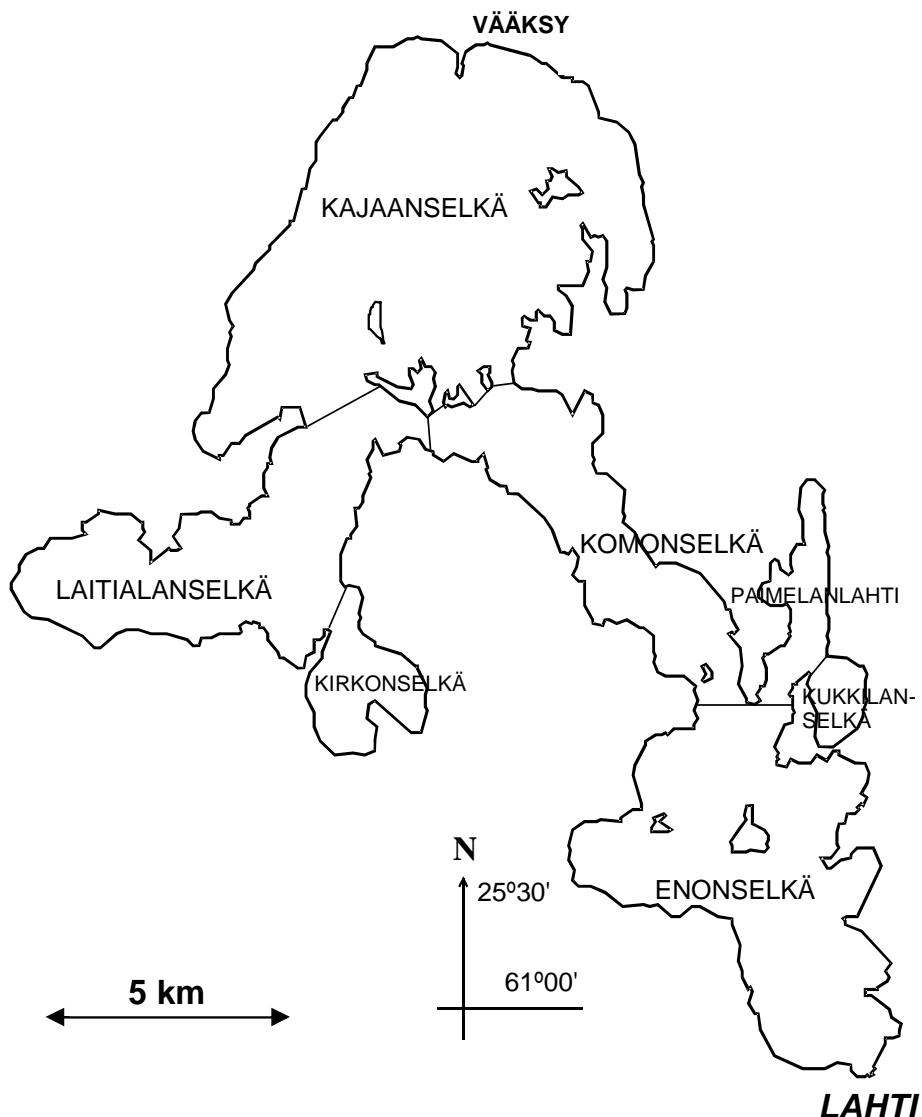 VÄÄKSY
KAJAANSELKÄ
KOMONSELKÄ
LAITIALANSELKÄ
PAIMELANLAHTI
KIRKONSELKÄ
KUKKILAN-
SELKÄ
N
25º30'
ENONSELKÄ
61º00'
5 km
LAHTI